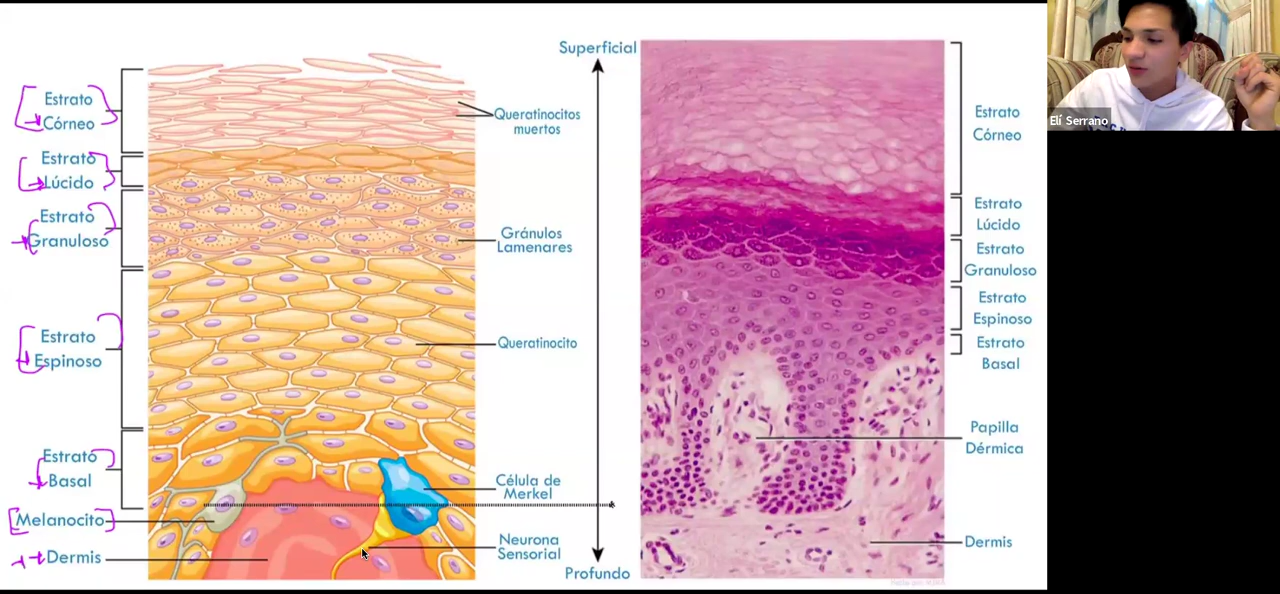 Superficial
Estrato
Córneo
Estrato
Lúcido
Estrato
Granuloso
Estrato
Espinoso
Estrato
Basal
Melanocito
Dermis
Queratinocitos
muertos
Gránulos
Lamenares
Queratinocito
Célula de
Merkel
Neurona
Sensorial
Profundo
Estrato
Córneo
Estrato
Lúcido
Estrato
Granuloso
Estrato
Espinoso
Estrato
Basal
Papilla
Dérmica
Dermis
Elí Serrano